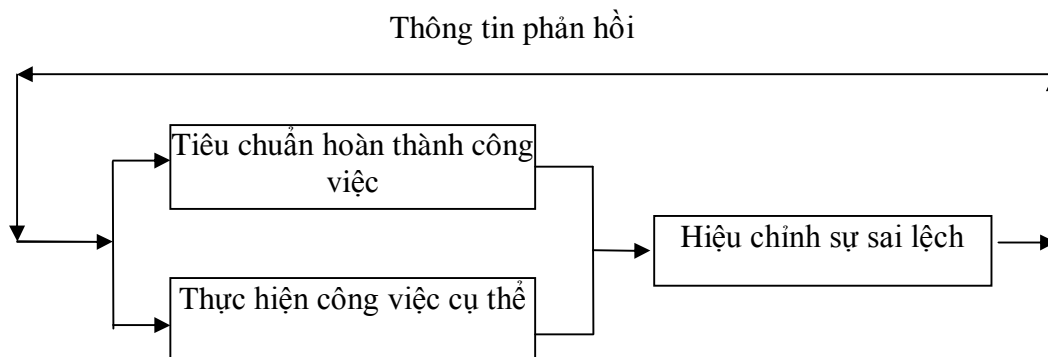 Thông tin phản hồi
Tiêu chuẩn hoàn thành công
việc
Hiệu chỉnh sự sai lệch
Thực hiện công việc cụ thể